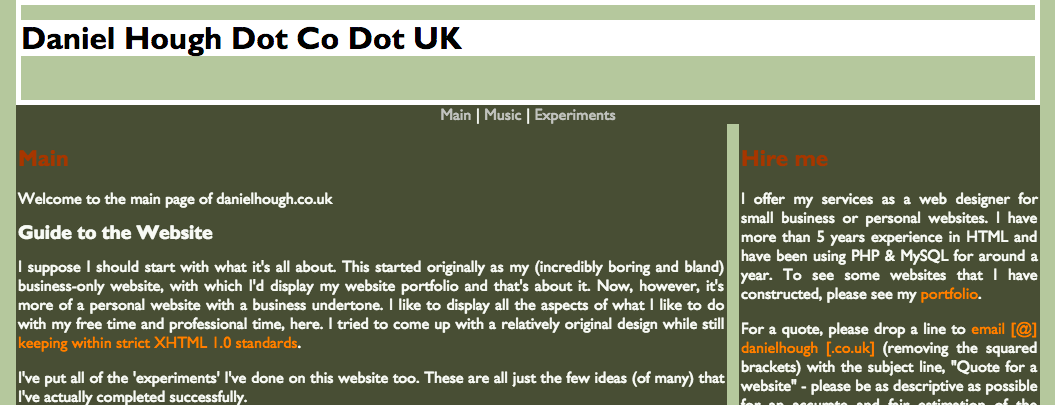 Daniel Hough Dot Co Dot UK
Main | Music | Experiments
Main
Welcome to the main page of danielhough.co.uk
Guide to the Website
I suppose I should start with what it's all about. This started originally as my (incredibly boring and bland)
business-only website, with which I'd display my website portfolio and that's about it. Now, however, it's
more of a personal website with a business undertone. I like to display all the aspects of what I like to do
with my free time and professional time, here. I tried to come up with a relatively original design while still
keeping within strict XHTML 1.0 standards.
I've put all of the 'experiments' I've done on this website too. These are all just the few ideas (of many) that
I've actually completed successfully.
Hire me
I offer my services as a web designer for
small business or personal websites. I have
more than 5 years experience in HTML and
have been using PHP & MySQL for around a
year. To see some websites that I have
constructed, please see my portfolio.
For a quote, please drop a line to email [@]
danielhough [.co.uk] (removing the squared
brackets) with the subject line, "Quote for a
website" - please be as descriptive as possible
for an accurate and fair estimation of the